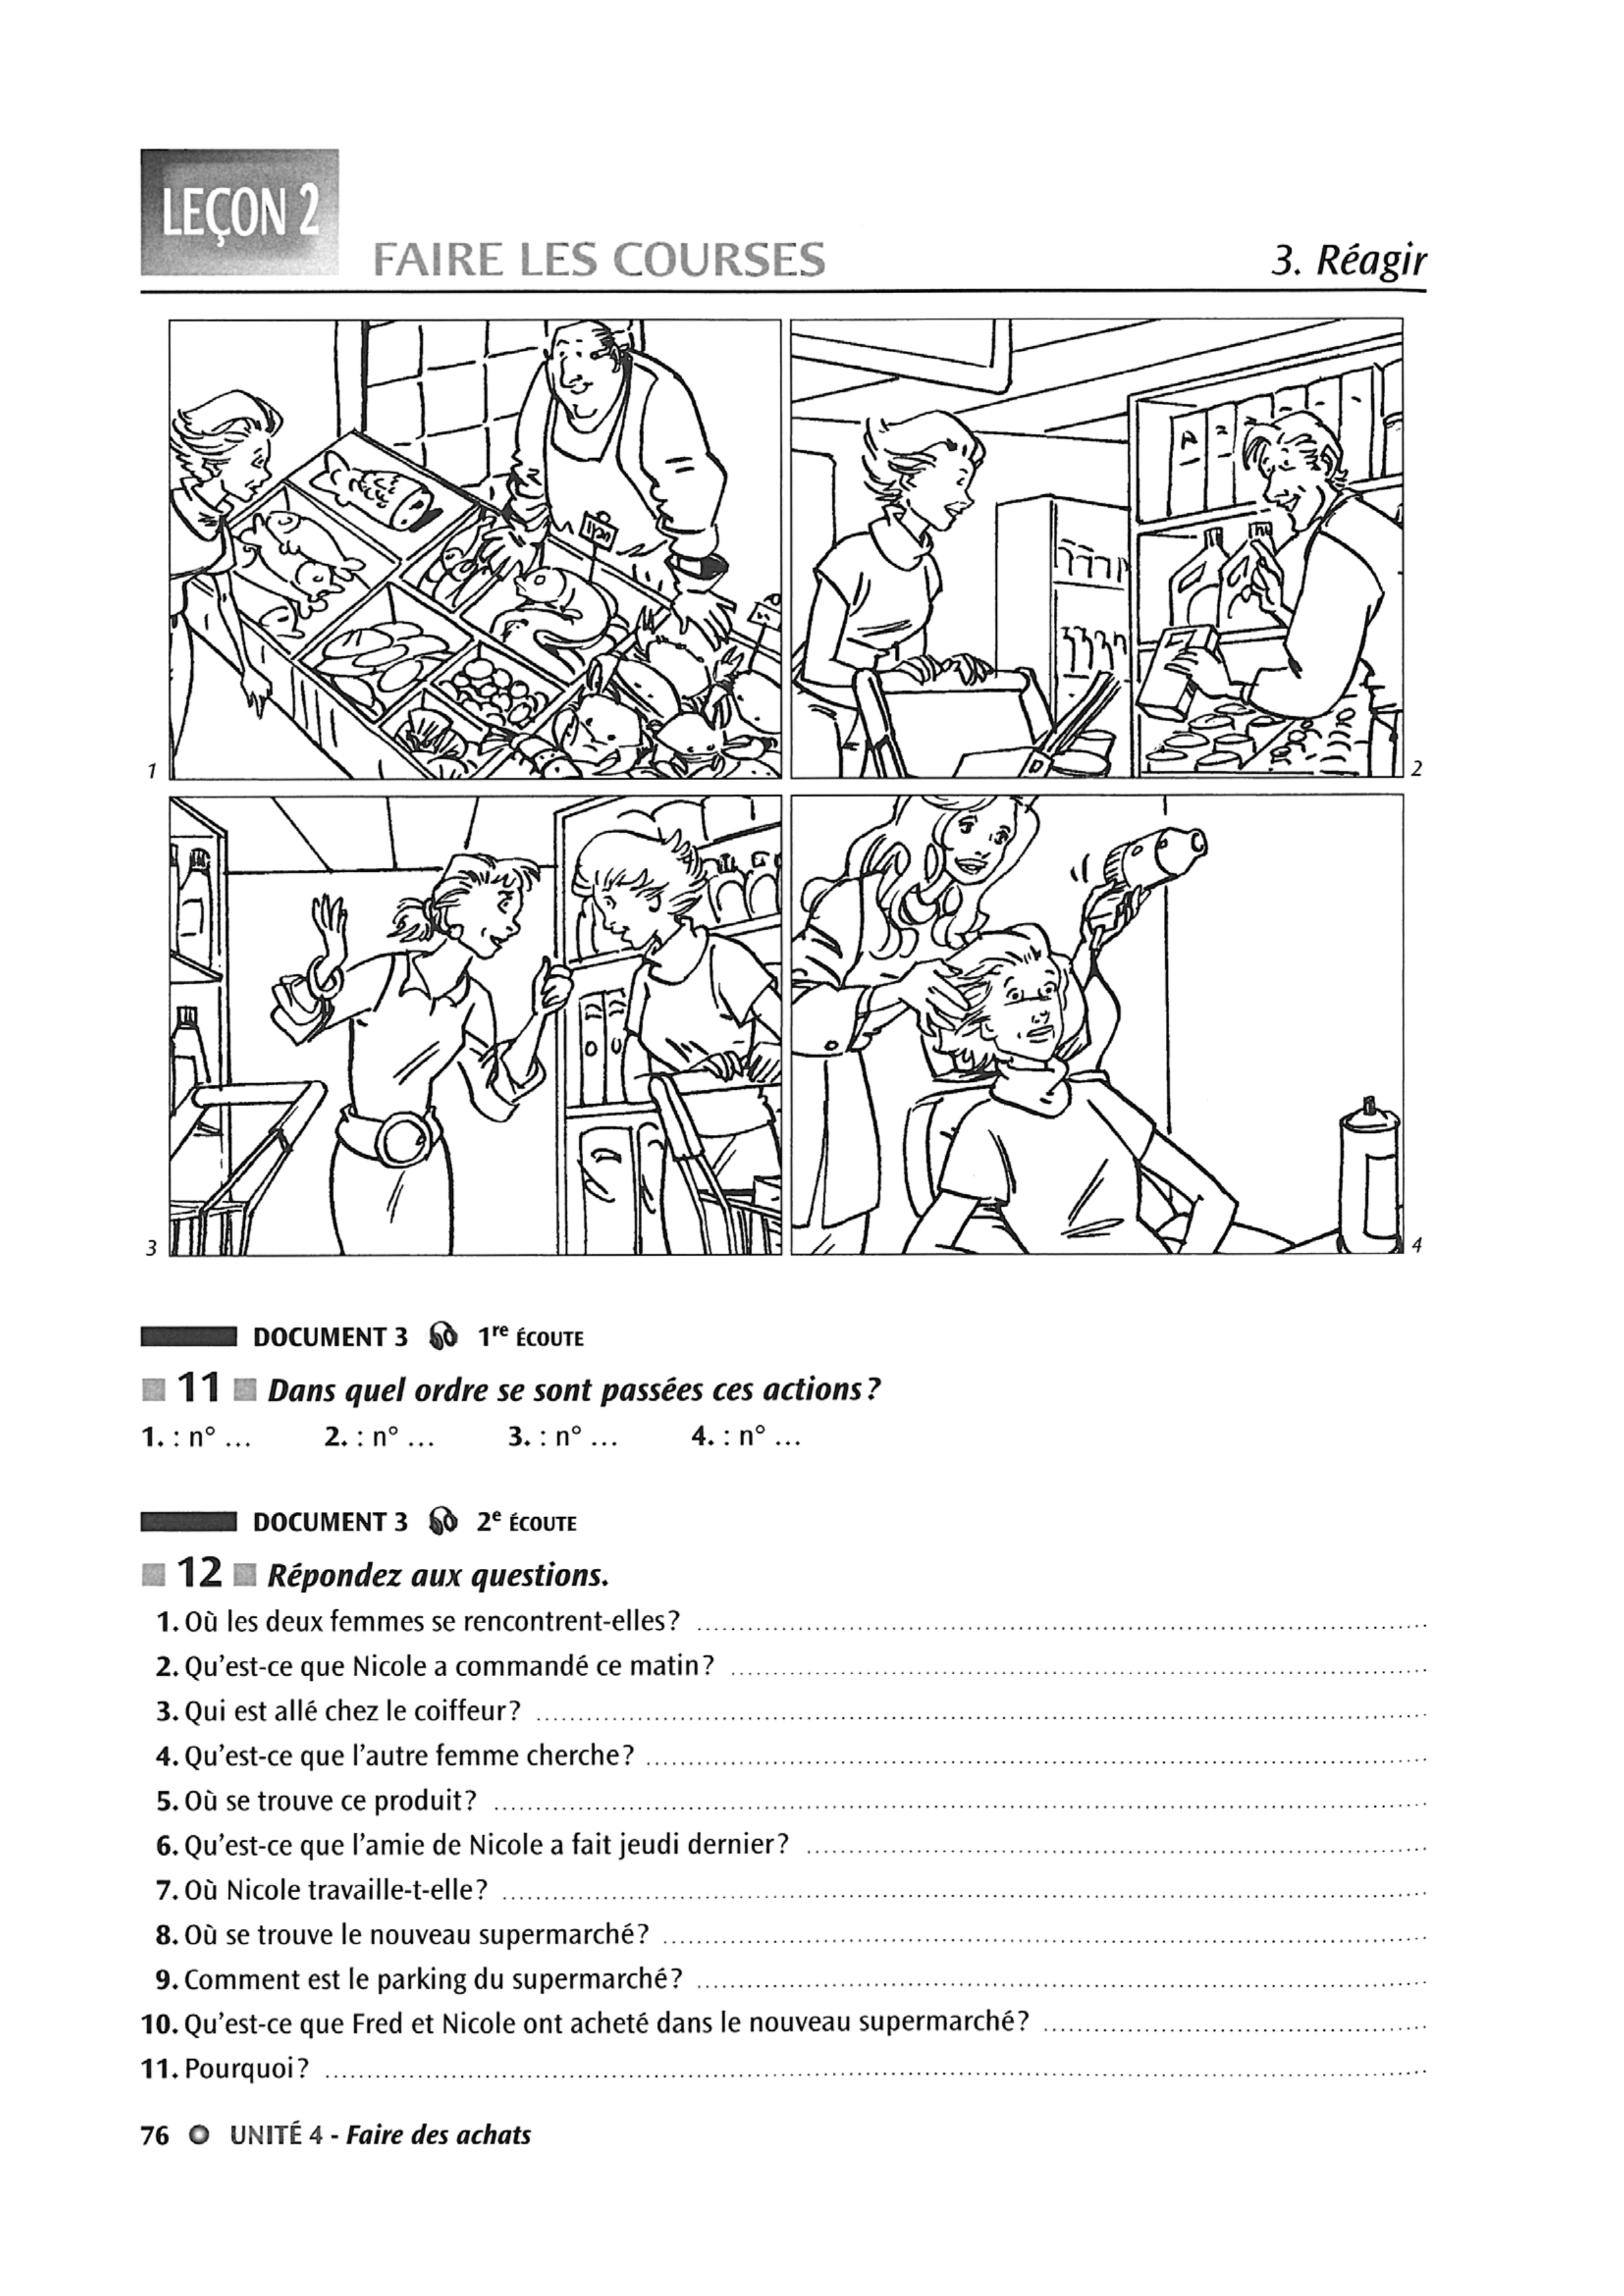 LEÇON 2
FAIRE LES COURSES
3. Réagir
1
2
3
4
DOCUMENT 3 1re ÉCOUTE
11 Dans quel ordre se sont passées ces actions ?
1. : n° ... 2. : n° ... 3. : n° ... 4. : n° ...
DOCUMENT 3 2e ÉCOUTE
12 Répondez aux questions.
1. Où les deux femmes se rencontrent-elles ? ...
2. Qu'est-ce que Nicole a commandé ce matin ? ...
3. Qui est allé chez le coiffeur ? ...
4. Qu'est-ce que l'autre femme cherche ? ...
5. Où se trouve ce produit ? ...
6. Qu'est-ce que l'amie de Nicole a fait jeudi dernier ? ...
7. Où Nicole travaille-t-elle ? ...
8. Où se trouve le nouveau supermarché ? ...
9. Comment est le parking du supermarché ? ...
10. Qu'est-ce que Fred et Nicole ont acheté dans le nouveau supermarché ? ...
11. Pourquoi ? ...
76 UNITÉ 4 - Faire des achats